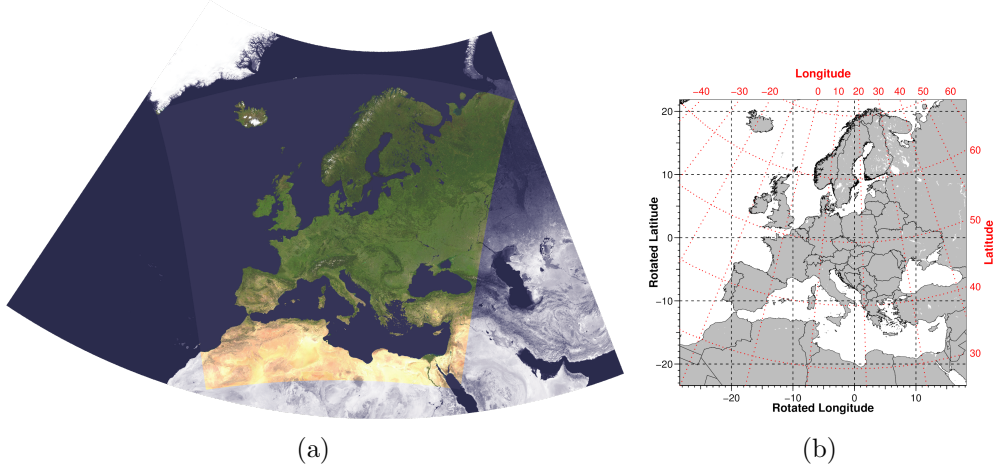 Longitude
−40 −30 −20 0 10 20 30 40 50 60
20
10
0
−10
−20
Rotated Latitude
60
50
40
30
Latitude
−20 −10 0 10
Rotated Longitude
(a) (b)